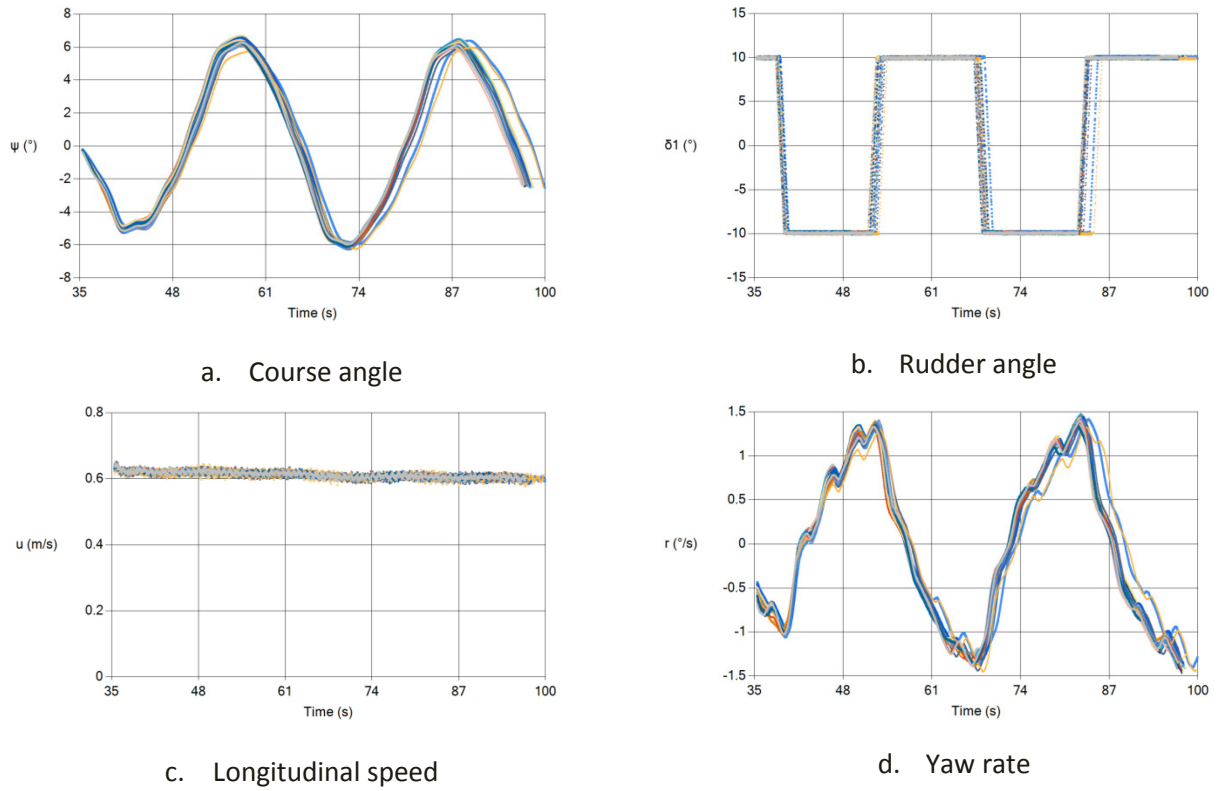 8
6
4
2
0
-2
-4
-6
-8
ψ (°)
35 48 61 74 87 100
Time (s)
a. Course angle
15
10
5
0
-5
-10
-15
δ1 (°)
35 48 61 74 87 100
Time (s)
b. Rudder angle
0.8
0.6
0.4
0.2
0
u (m/s)
35 48 61 74 87 100
Time (s)
c. Longitudinal speed
1.5
1
0.5
0
-0.5
-1
-1.5
r (°/s)
35 48 61 74 87 100
Time (s)
d. Yaw rate